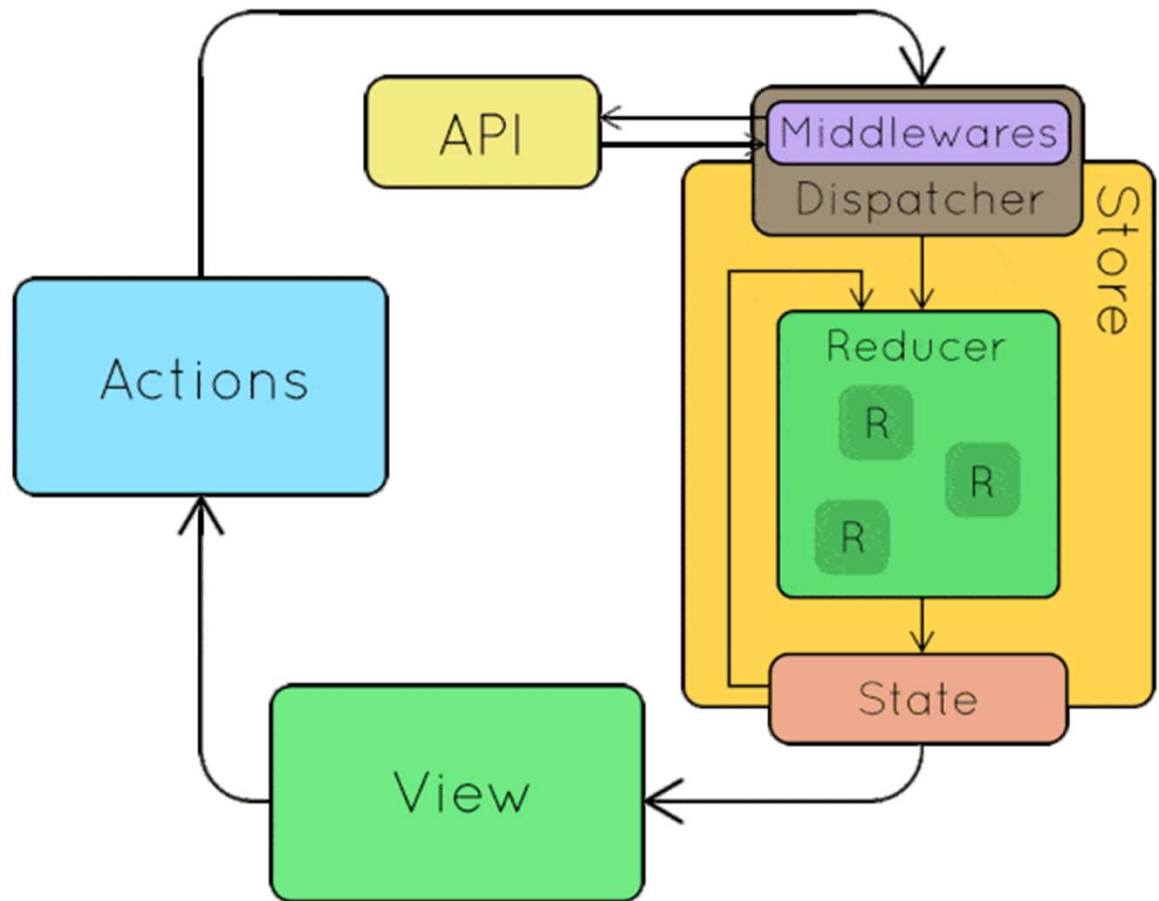 API
Middlewares
Dispatcher
Store
Actions
Reducer
R
R
R
State
View